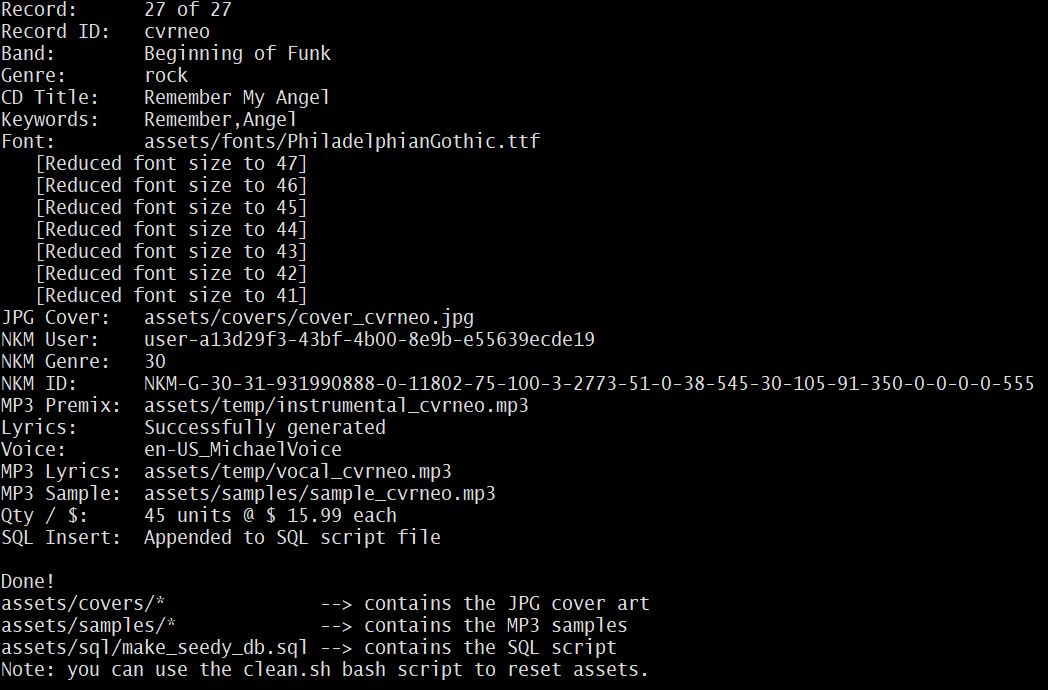 Record:      27 of 27
Record ID:   cvrneo
Band:        Beginning of Funk
Genre:       rock
CD Title:    Remember My Angel
Keywords:    Remember,Angel
Font:        assets/fonts/PhiladelphianGothic.ttf
   [Reduced font size to 47]
   [Reduced font size to 46]
   [Reduced font size to 45]
   [Reduced font size to 44]
   [Reduced font size to 43]
   [Reduced font size to 42]
   [Reduced font size to 41]
JPG Cover:   assets/covers/cover_cvrneo.jpg
NKM User:    user-a13d29f3-43bf-4b00-8e9b-e55639ecde19
NKM Genre:   30
NKM ID:      NKM-G-30-31-931990888-0-11802-75-100-3-2773-51-0-38-545-30-105-91-350-0-0-0-0-555
MP3 Premix:  assets/temp/instrumental_cvrneo.mp3
Lyrics:      Successfully generated
Voice:       en-US_MichaelVoice
MP3 Lyrics:  assets/temp/vocal_cvrneo.mp3
MP3 Sample:  assets/samples/sample_cvrneo.mp3
Qty / $:     45 units @ $ 15.99 each
SQL Insert:  Appended to SQL script file

Done!
assets/covers/*              --> contains the JPG cover art
assets/samples/*             --> contains the MP3 samples
assets/sql/make_seedy_db.sql --> contains the SQL script
Note: you can use the clean.sh bash script to reset assets.